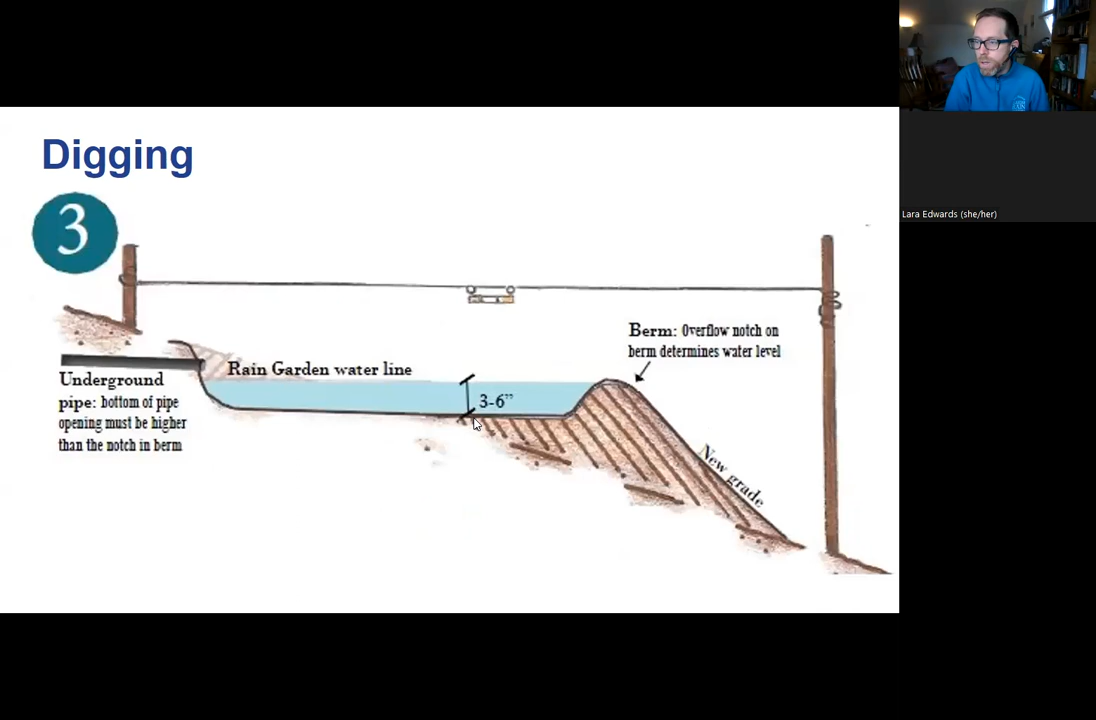 Digging
3
Rain Garden water line
3-6”
Underground
pipe: bottom of pipe
opening must be higher
than the notch in berm
Berm: Overflow notch on
berm determines water level
New grade
Lara Edwards (she/her)